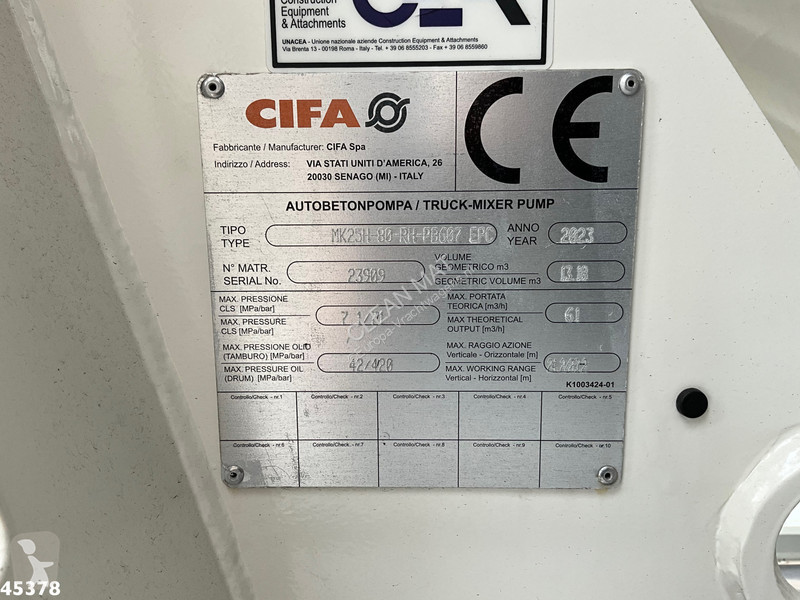 Construction
Equipment
& Attachments
UNACEA - Unione nazionale aziende Construction Equipment & Attachments
Via Brenta 13 - 00198 Roma - Italy - Tel. + 39 06 8555203 - Fax + 39 06 8559860
CIFA
CE
Fabbricante / Manufacturer: CIFA Spa
Indirizzo / Address: VIA STATI UNITI D'AMERICA, 26
20030 SENAGO (MI) - ITALY
AUTOBETONPOMPA / TRUCK-MIXER PUMP
TIPO
TYPE
MK25H-80-RH-PB607 EPC
ANNO
YEAR
2023
N° MATR.
SERIAL No.
23909
VOLUME
GEOMETRICO m3
GEOMETRIC VOLUME m3
MAX. PRESSIONE
CLS [MPa/bar]
MAX. PRESSURE
CLS [MPa/bar]
MAX. PORTATA
TEORICA [m3/h]
MAX THEORETICAL
OUTPUT [m3/h]
61
MAX. PRESSIONE OLIO
(TAMBURO) [MPa/bar]
MAX. PRESSURE OIL
(DRUM) [MPa/bar]
42/420
MAX. RAGGIO AZIONE
Verticale - Orizzontale [m]
MAX. WORKING RANGE
Vertical - Horizzontal [m]
K1003424-01
Controllo/Check - nr.1 Controllo/Check - nr.2 Controllo/Check - nr.3 Controllo/Check - nr.4 Controllo/Check - nr.5
Controllo/Check - nr.6 Controllo/Check - nr.7 Controllo/Check - nr.8 Controllo/Check - nr.9 Controllo/Check - nr.10
45378